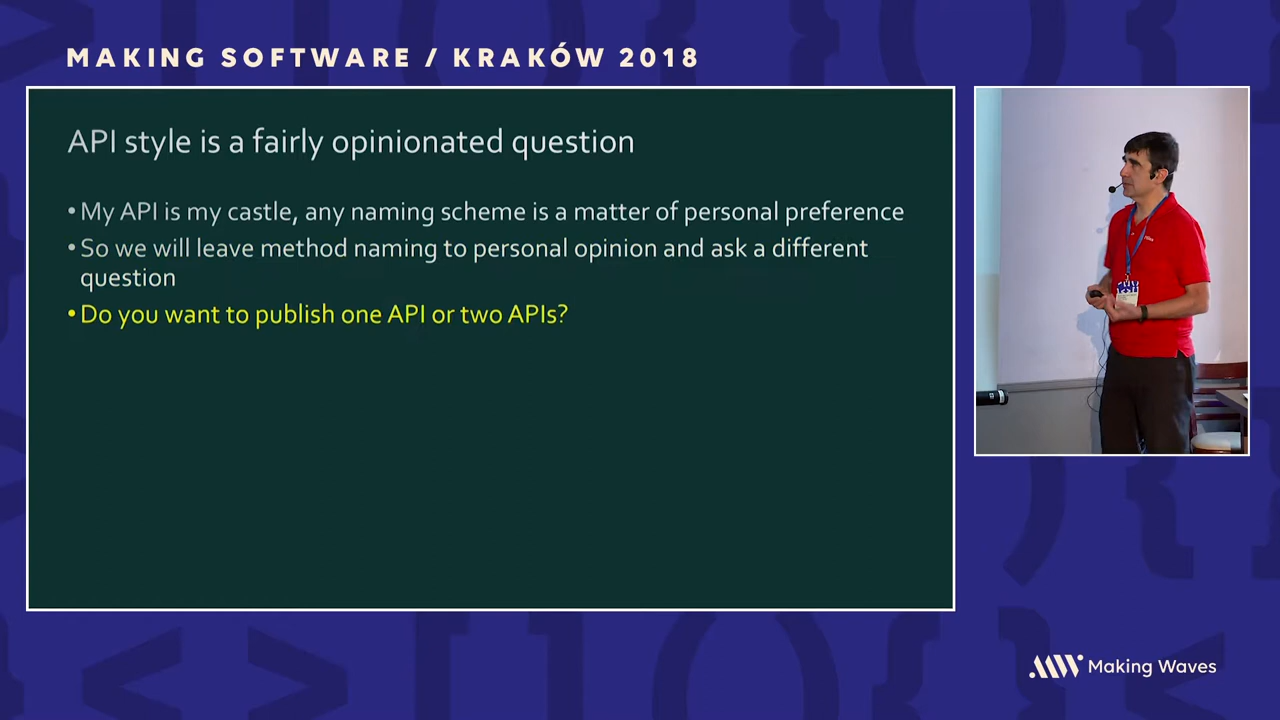 MAKING SOFTWARE / KRAKÓW 2018
API style is a fairly opinionated question
• My API is my castle, any naming scheme is a matter of personal preference
• So we will leave method naming to personal opinion and ask a different
question
• Do you want to publish one API or two APIs?
Making Waves